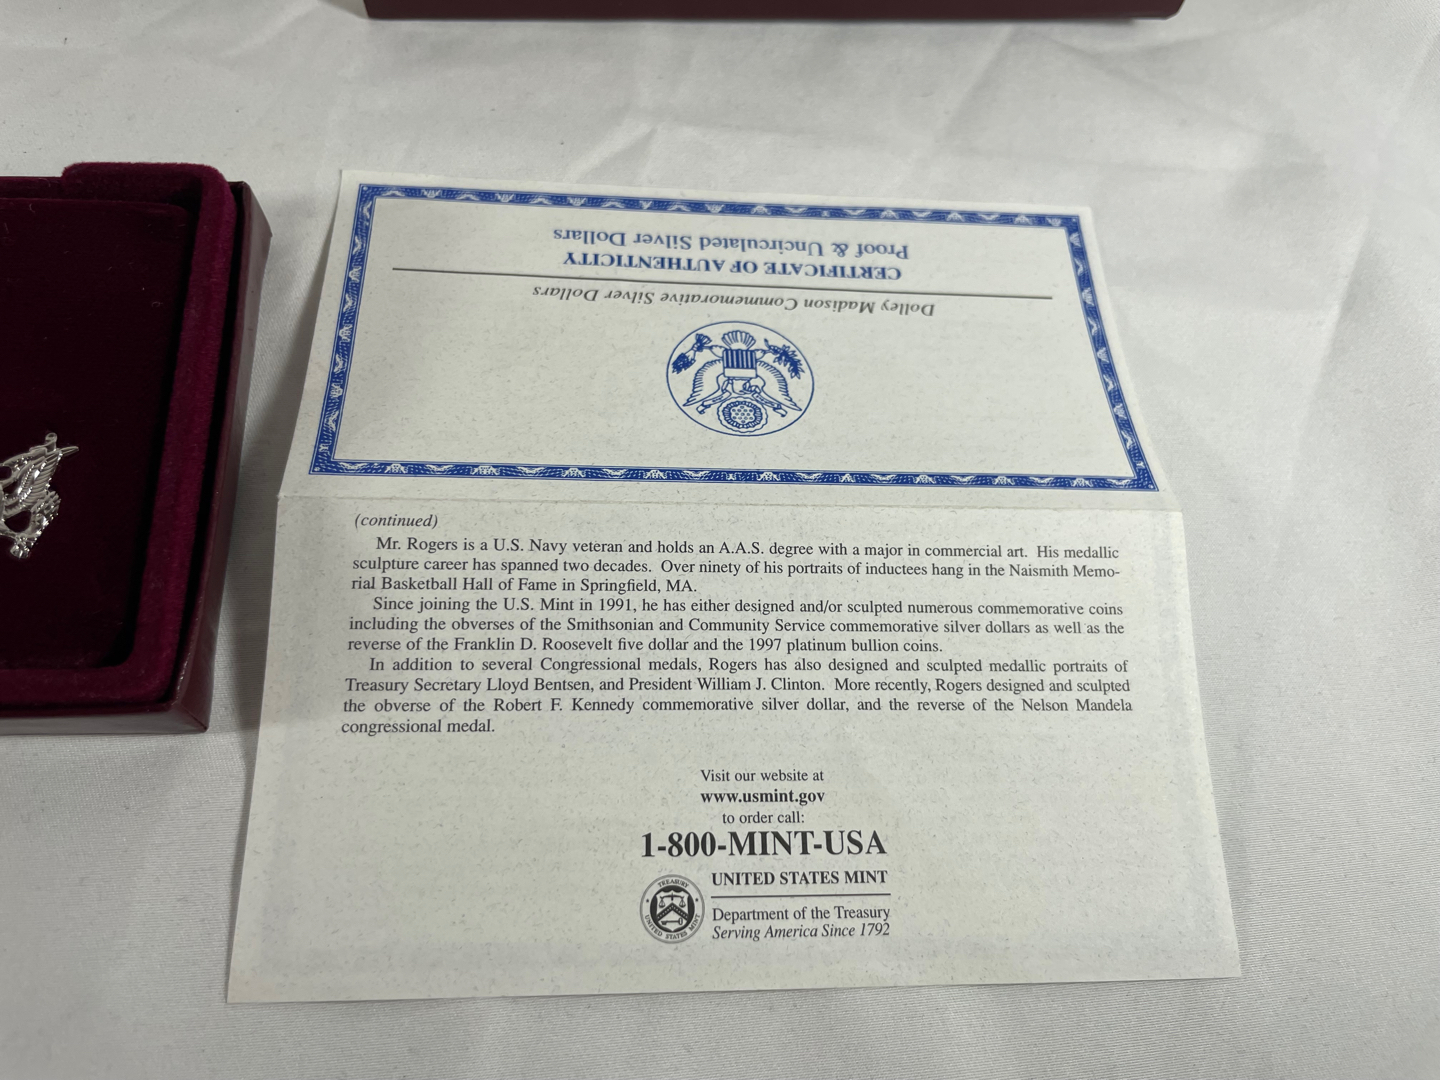 Proof & Uncirculated Silver Dollars
CERTIFICATE OF AUTHENTICITY
Dolley Madison Commemorative Silver Dollars
(continued)
Mr. Rogers is a U.S. Navy veteran and holds an A.A.S. degree with a major in commercial art. His medallic
sculpture career has spanned two decades. Over ninety of his portraits of inductees hang in the Naismith Memo-
rial Basketball Hall of Fame in Springfield, MA.
Since joining the U.S. Mint in 1991, he has either designed and/or sculpted numerous commemorative coins
including the obverses of the Smithsonian and Community Service commemorative silver dollars as well as the
reverse of the Franklin D. Roosevelt five dollar and the 1997 platinum bullion coins.
In addition to several Congressional medals, Rogers has also designed and sculpted medallic portraits of
Treasury Secretary Lloyd Bentsen, and President William J. Clinton. More recently, Rogers designed and sculpted
the obverse of the Robert F. Kennedy commemorative silver dollar, and the reverse of the Nelson Mandela
congressional medal.
Visit our website at
www.usmint.gov
to order call:
1-800-MINT-USA
TREASURY
UNITED STATES MINT
UNITED STATES MINT
Department of the Treasury
Serving America Since 1792